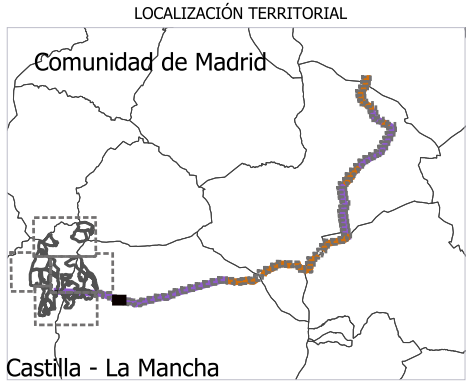 LOCALIZACIÓN TERRITORIAL
Comunidad de Madrid
Castilla - La Mancha